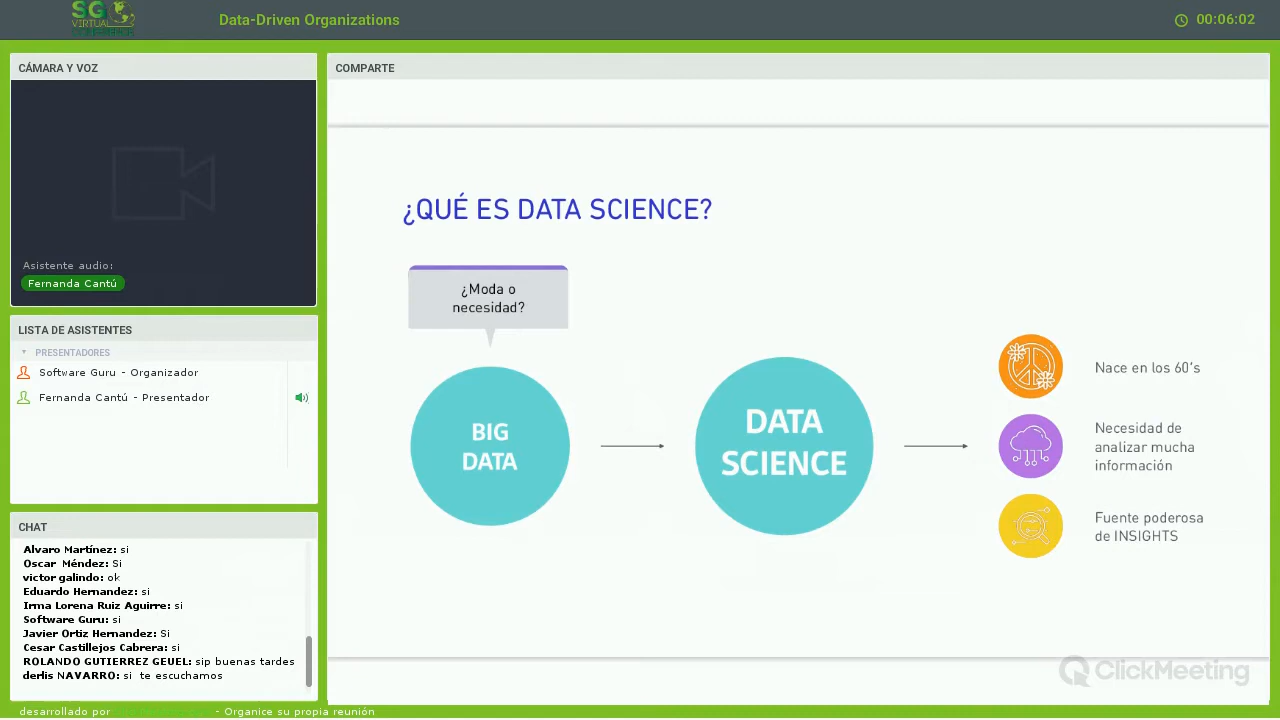 SG
VIRTUAL
CONFERENCE
Data-Driven Organizations
00:06:02
CÁMARA Y VOZ
Asistente audio:
Fernanda Cantú
LISTA DE ASISTENTES
PRESENTADORES
Software Guru - Organizador
Fernanda Cantú - Presentador
CHAT
Alvaro Martínez: si
Oscar Méndez: Si
victor galindo: ok
Eduardo Hernandez: si
Irma Lorena Ruiz Aguirre: si
Software Guru: si
Javier Ortiz Hernandez: Si
Cesar Castillejos Cabrera: si
ROLANDO GUTIERREZ GEUEL: sip buenas tardes
derlis NAVARRO: si te escuchamos
COMPARTE
¿QUÉ ES DATA SCIENCE?
¿Moda o
necesidad?
BIG
DATA
DATA
SCIENCE
Nace en los 60's
Necesidad de
analizar mucha
información
Fuente poderosa
de INSIGHTS
ClickMeeting
desarrollado por
- Organice su propia reunión